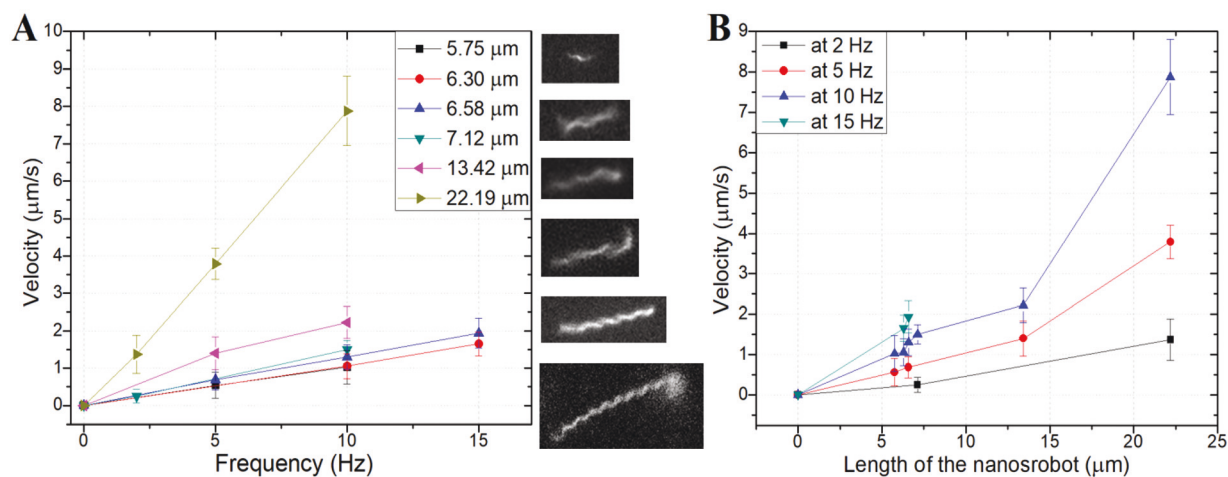 A
10
9
8
7
6
5
4
3
2
1
0
Velocity (μm/s)
0
5
10
15
Frequency (Hz)
5.75 μm
6.30 μm
6.58 μm
7.12 μm
13.42 μm
22.19 μm
B
9
8
7
6
5
4
3
2
1
0
Velocity (μm/s)
0
5
10
15
20
25
Length of the nanosrobot (μm)
at 2 Hz
at 5 Hz
at 10 Hz
at 15 Hz